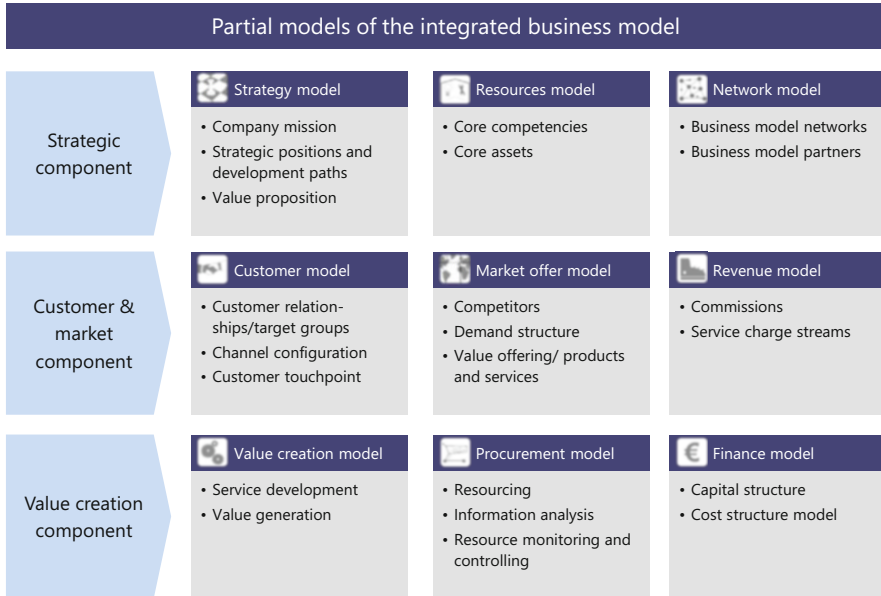 Partial models of the integrated business model
Strategic
component
Strategy model
• Company mission
• Strategic positions and
development paths
• Value proposition
Resources model
• Core competencies
• Core assets
Network model
• Business model networks
• Business model partners
Customer &
market
component
Customer model
• Customer relation-
ships/target groups
• Channel configuration
• Customer touchpoint
Market offer model
• Competitors
• Demand structure
• Value offering/ products
and services
Revenue model
• Commissions
• Service charge streams
Value creation
component
Value creation model
• Service development
• Value generation
Procurement model
• Resourcing
• Information analysis
• Resource monitoring and
controlling
€ Finance model
• Capital structure
• Cost structure model